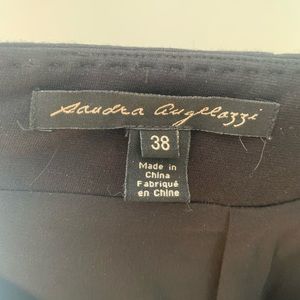 Sandra Angelozzi
38
Made in
China
Fabriqué
en Chine